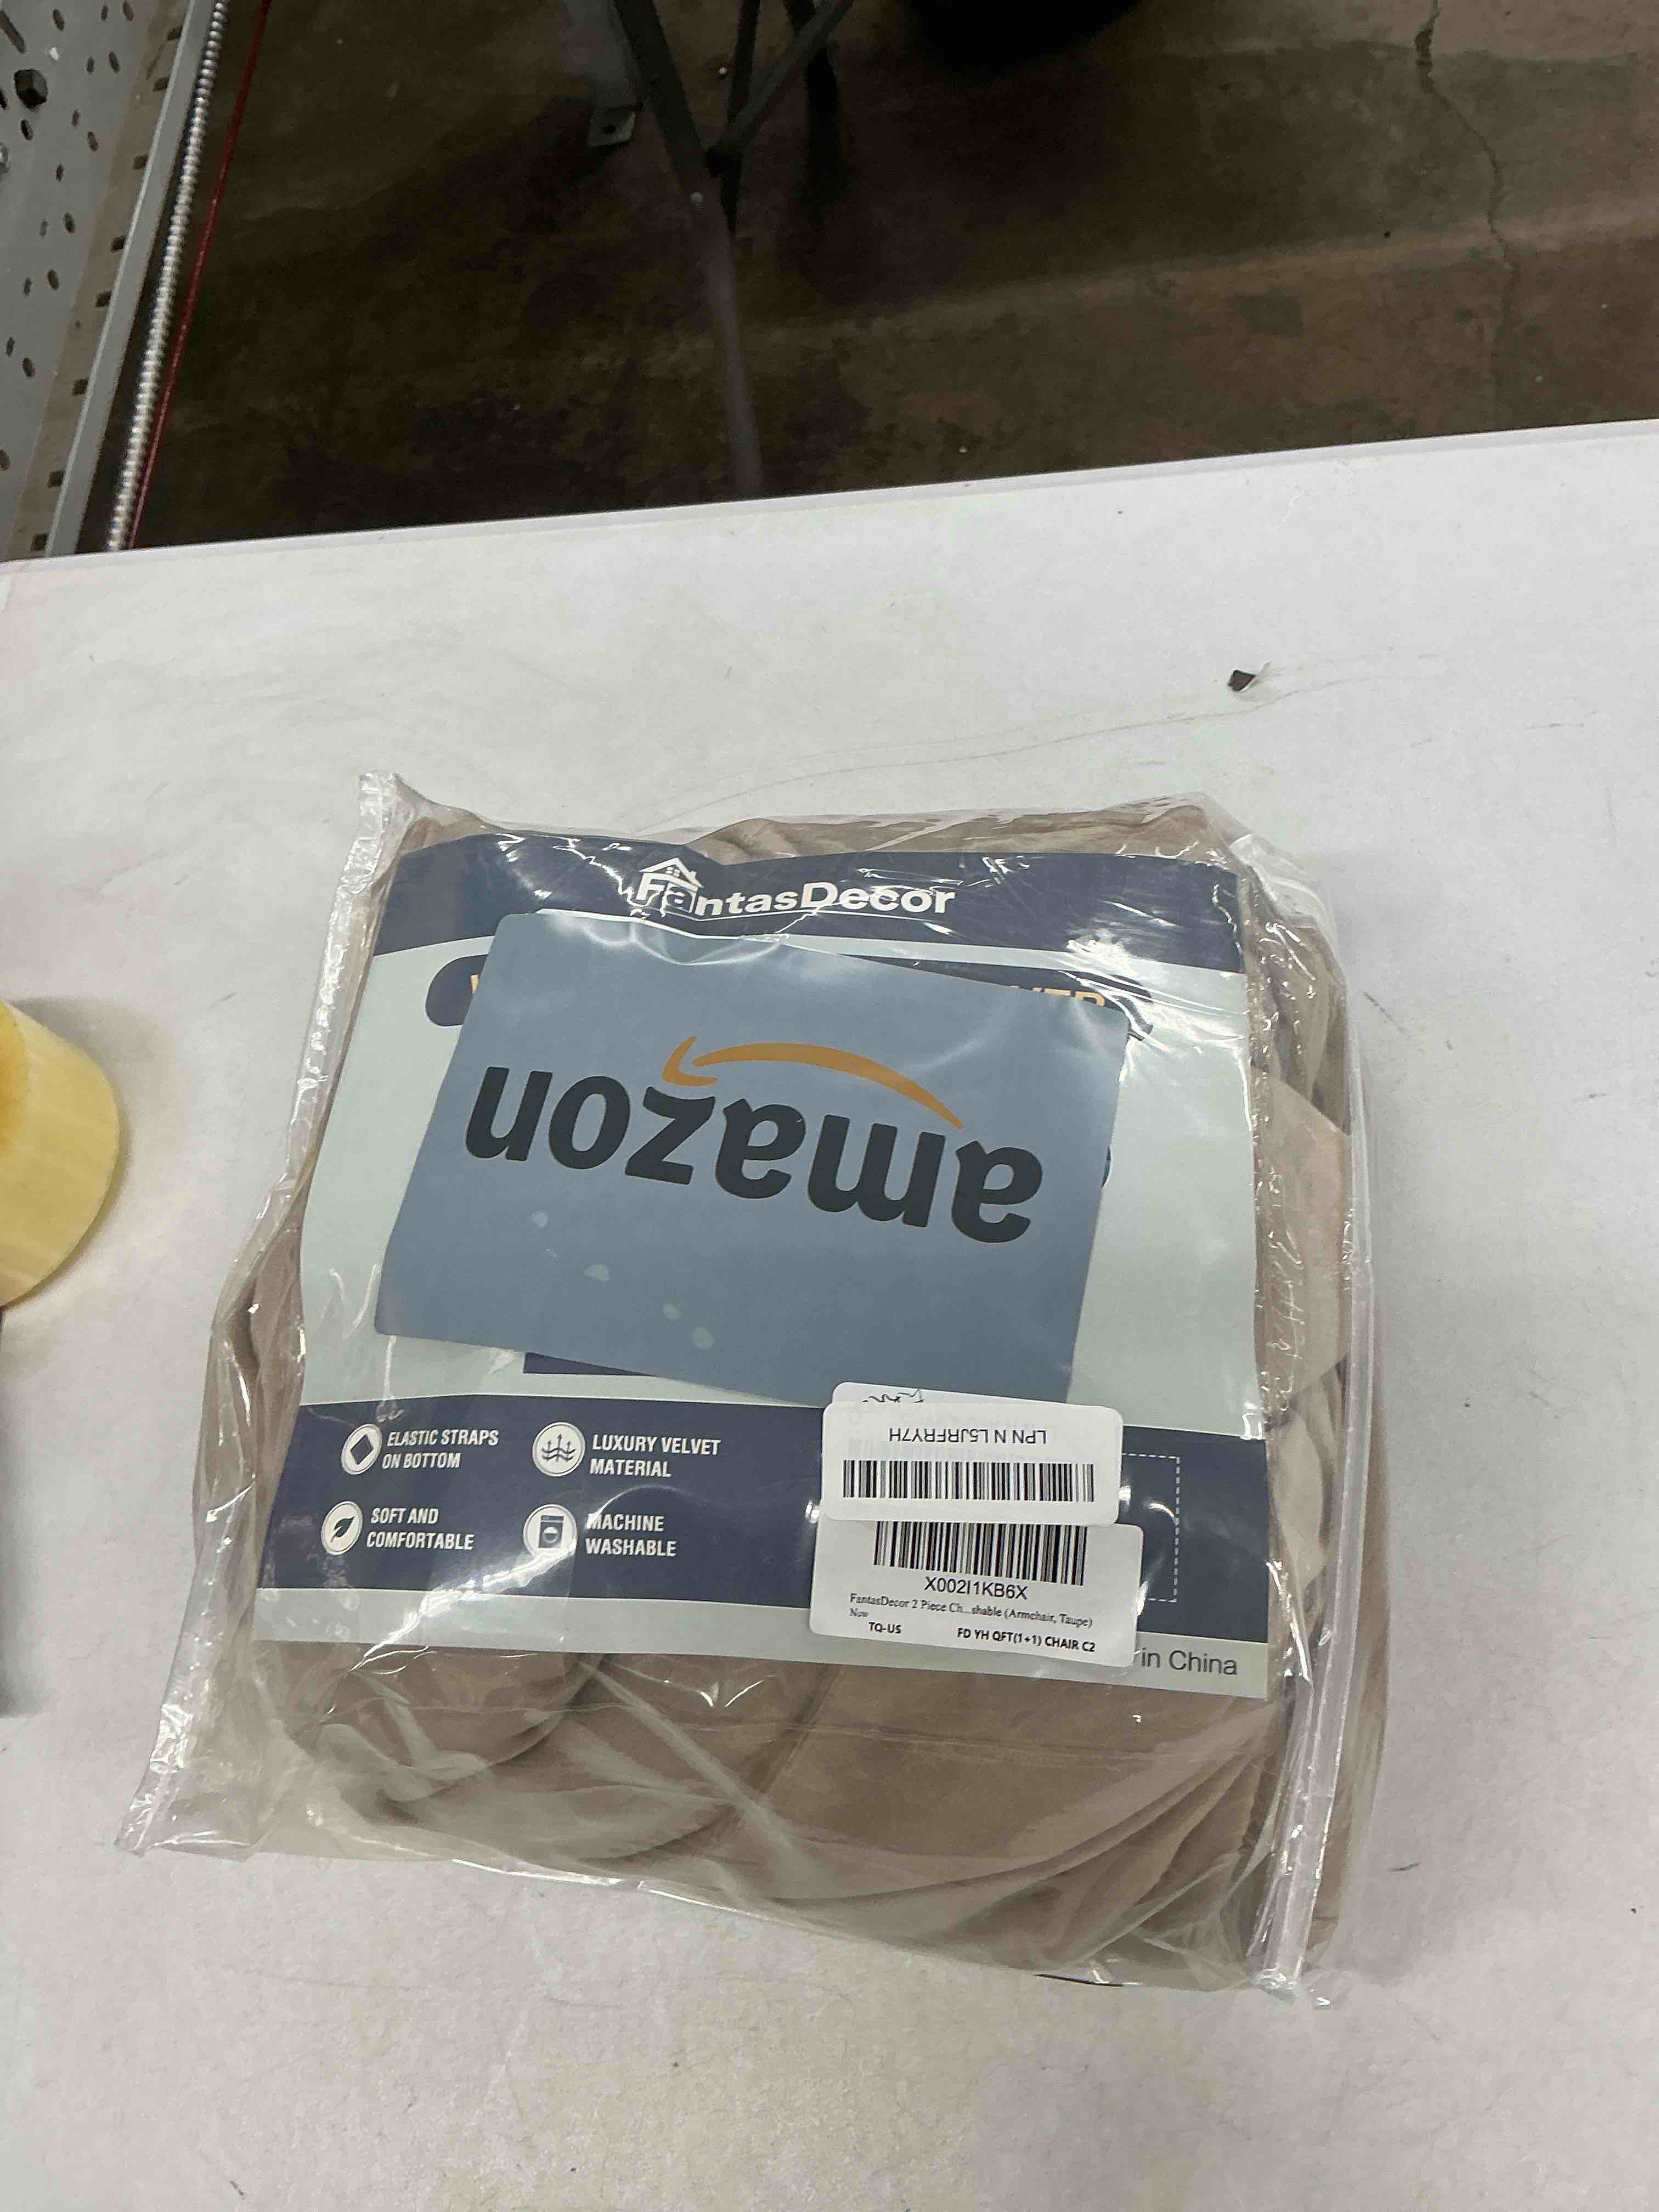 FantasDecor
amazon
ELASTIC STRAPS
ON BOTTOM
LUXURY VELVET
MATERIAL
SOFT AND
COMFORTABLE
MACHINE
WASHABLE
LPN N L5JRFRY7H
X002I1KB6X
FantasDecor 2 Piece Ch...shable (Armchair, Taupe)
New
TQ-US FD YH QFT(1+1) CHAIR C2
in China